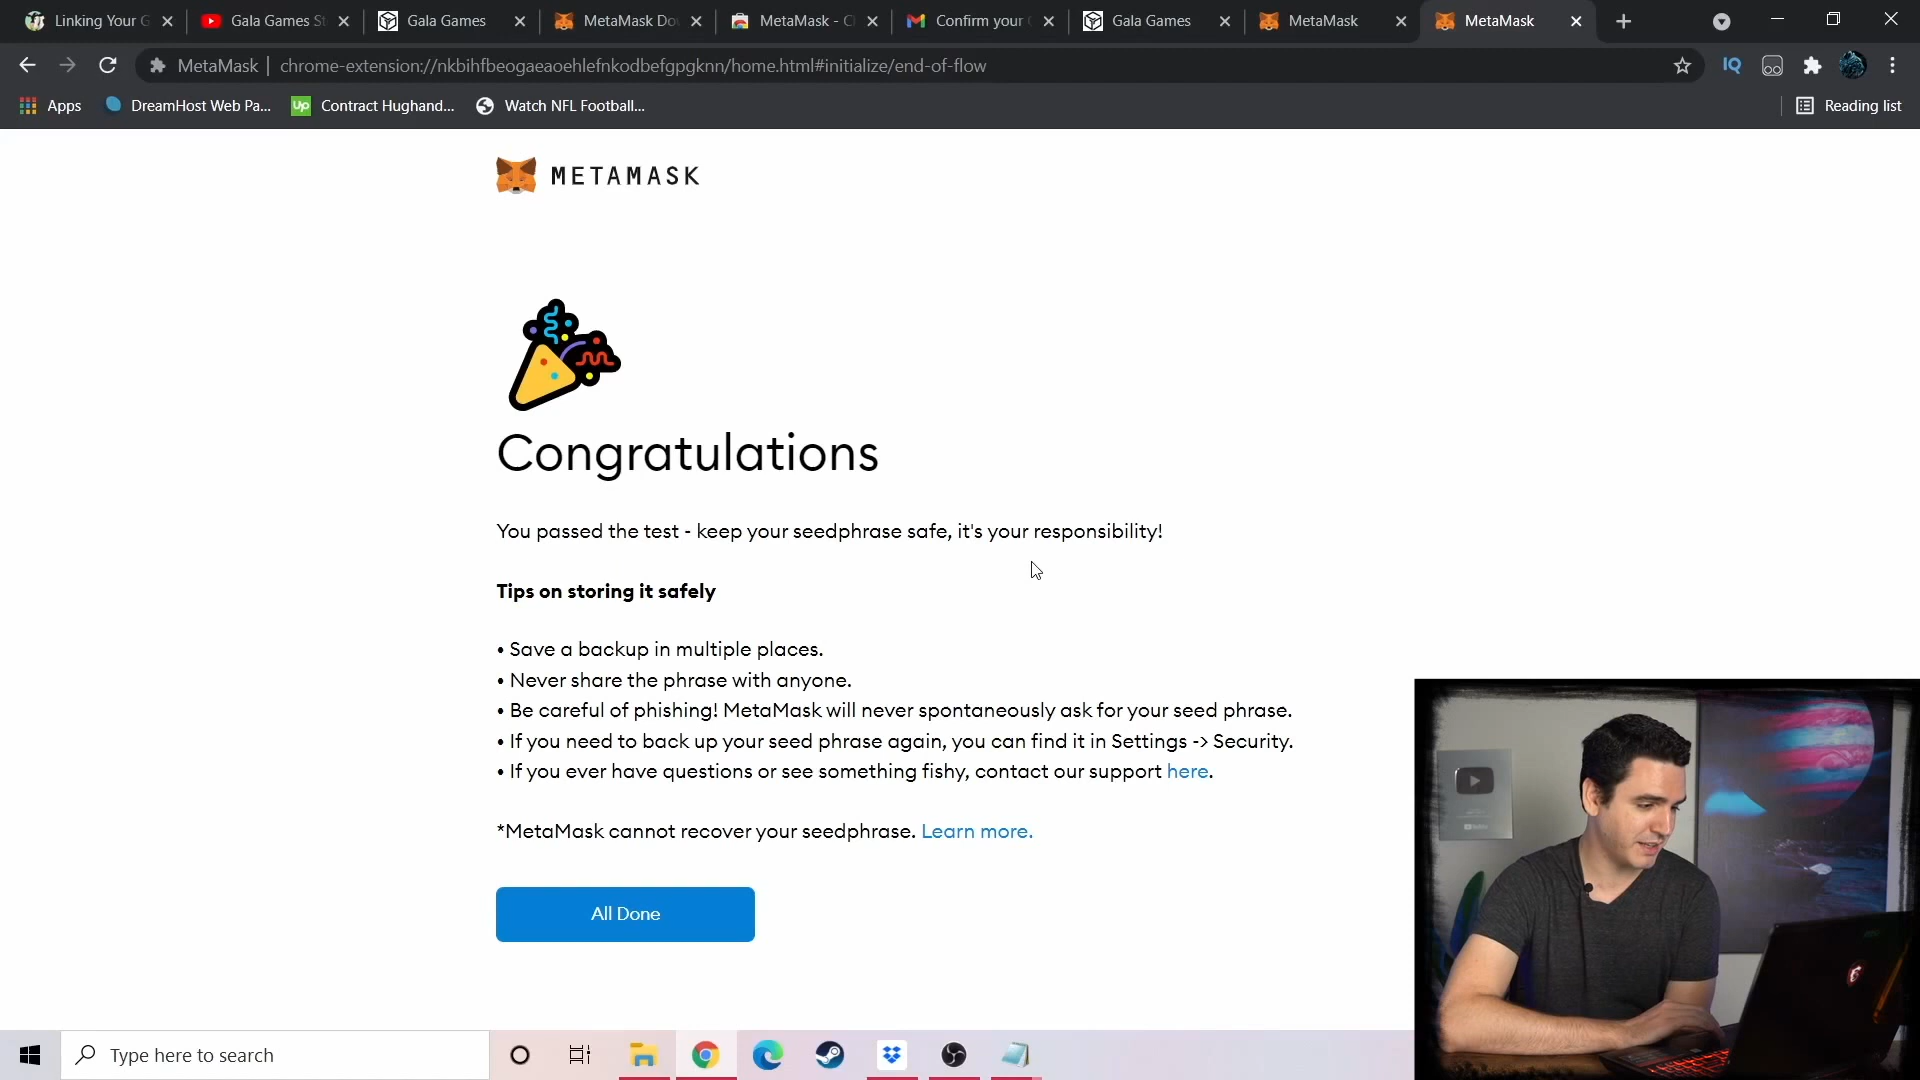 Linking Your G
Gala Games St
Gala Games
MetaMask Do
MetaMask - C
Confirm your
Gala Games
MetaMask
MetaMask
MetaMask | chrome-extension://nkbihfbeogaeaoehlefnkodbefgpgknn/home.html#initialize/end-of-flow
IQ
Apps
DreamHost Web Pa...
Up
Contract Hughand...
Watch NFL Football...
Reading list
METAMASK
Congratulations
You passed the test - keep your seedphrase safe, it's your responsibility!
Tips on storing it safely
• Save a backup in multiple places.
• Never share the phrase with anyone.
• Be careful of phishing! MetaMask will never spontaneously ask for your seed phrase.
• If you need to back up your seed phrase again, you can find it in Settings -> Security.
• If you ever have questions or see something fishy, contact our support here.
*MetaMask cannot recover your seedphrase. Learn more.
All Done
Type here to search